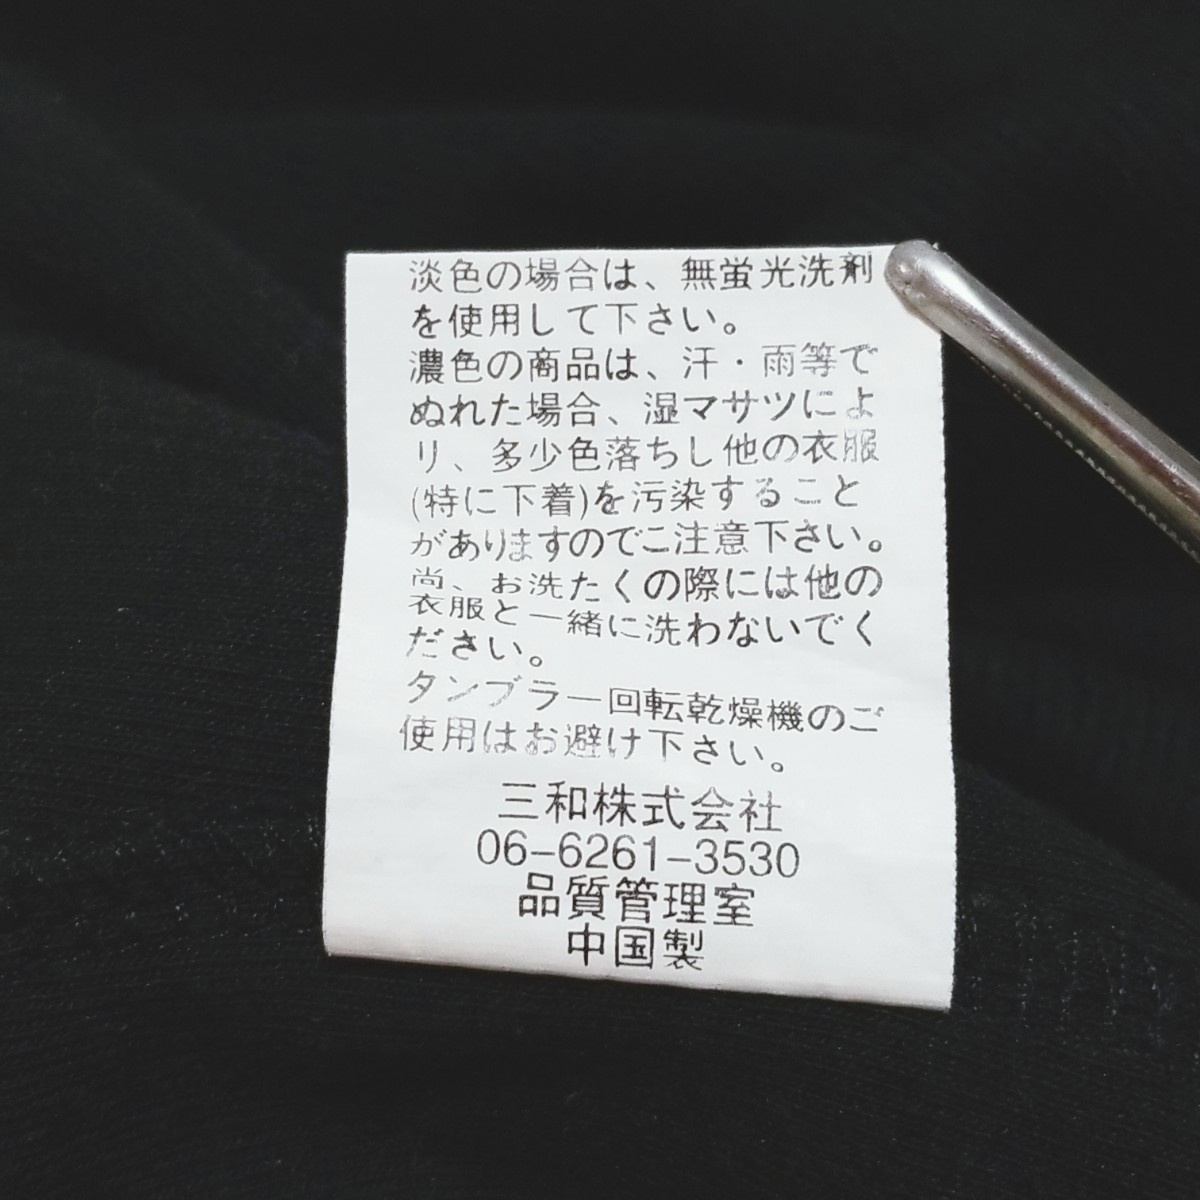 淡色の場合は、無蛍光洗剤
を使用して下さい。
濃色の商品は、汗・雨等で
ぬれた場合、湿マサツによ
り、多少色落ちし他の衣服
(特に下着)を汚染すること
がありますのでご注意下さい。
尚、お洗たくの際には他の
衣服と一緒に洗わないでく
ださい。
タンブラー回転乾燥機のご
使用はお避け下さい。
三和株式会社
06-6261-3530
品質管理室
中国製